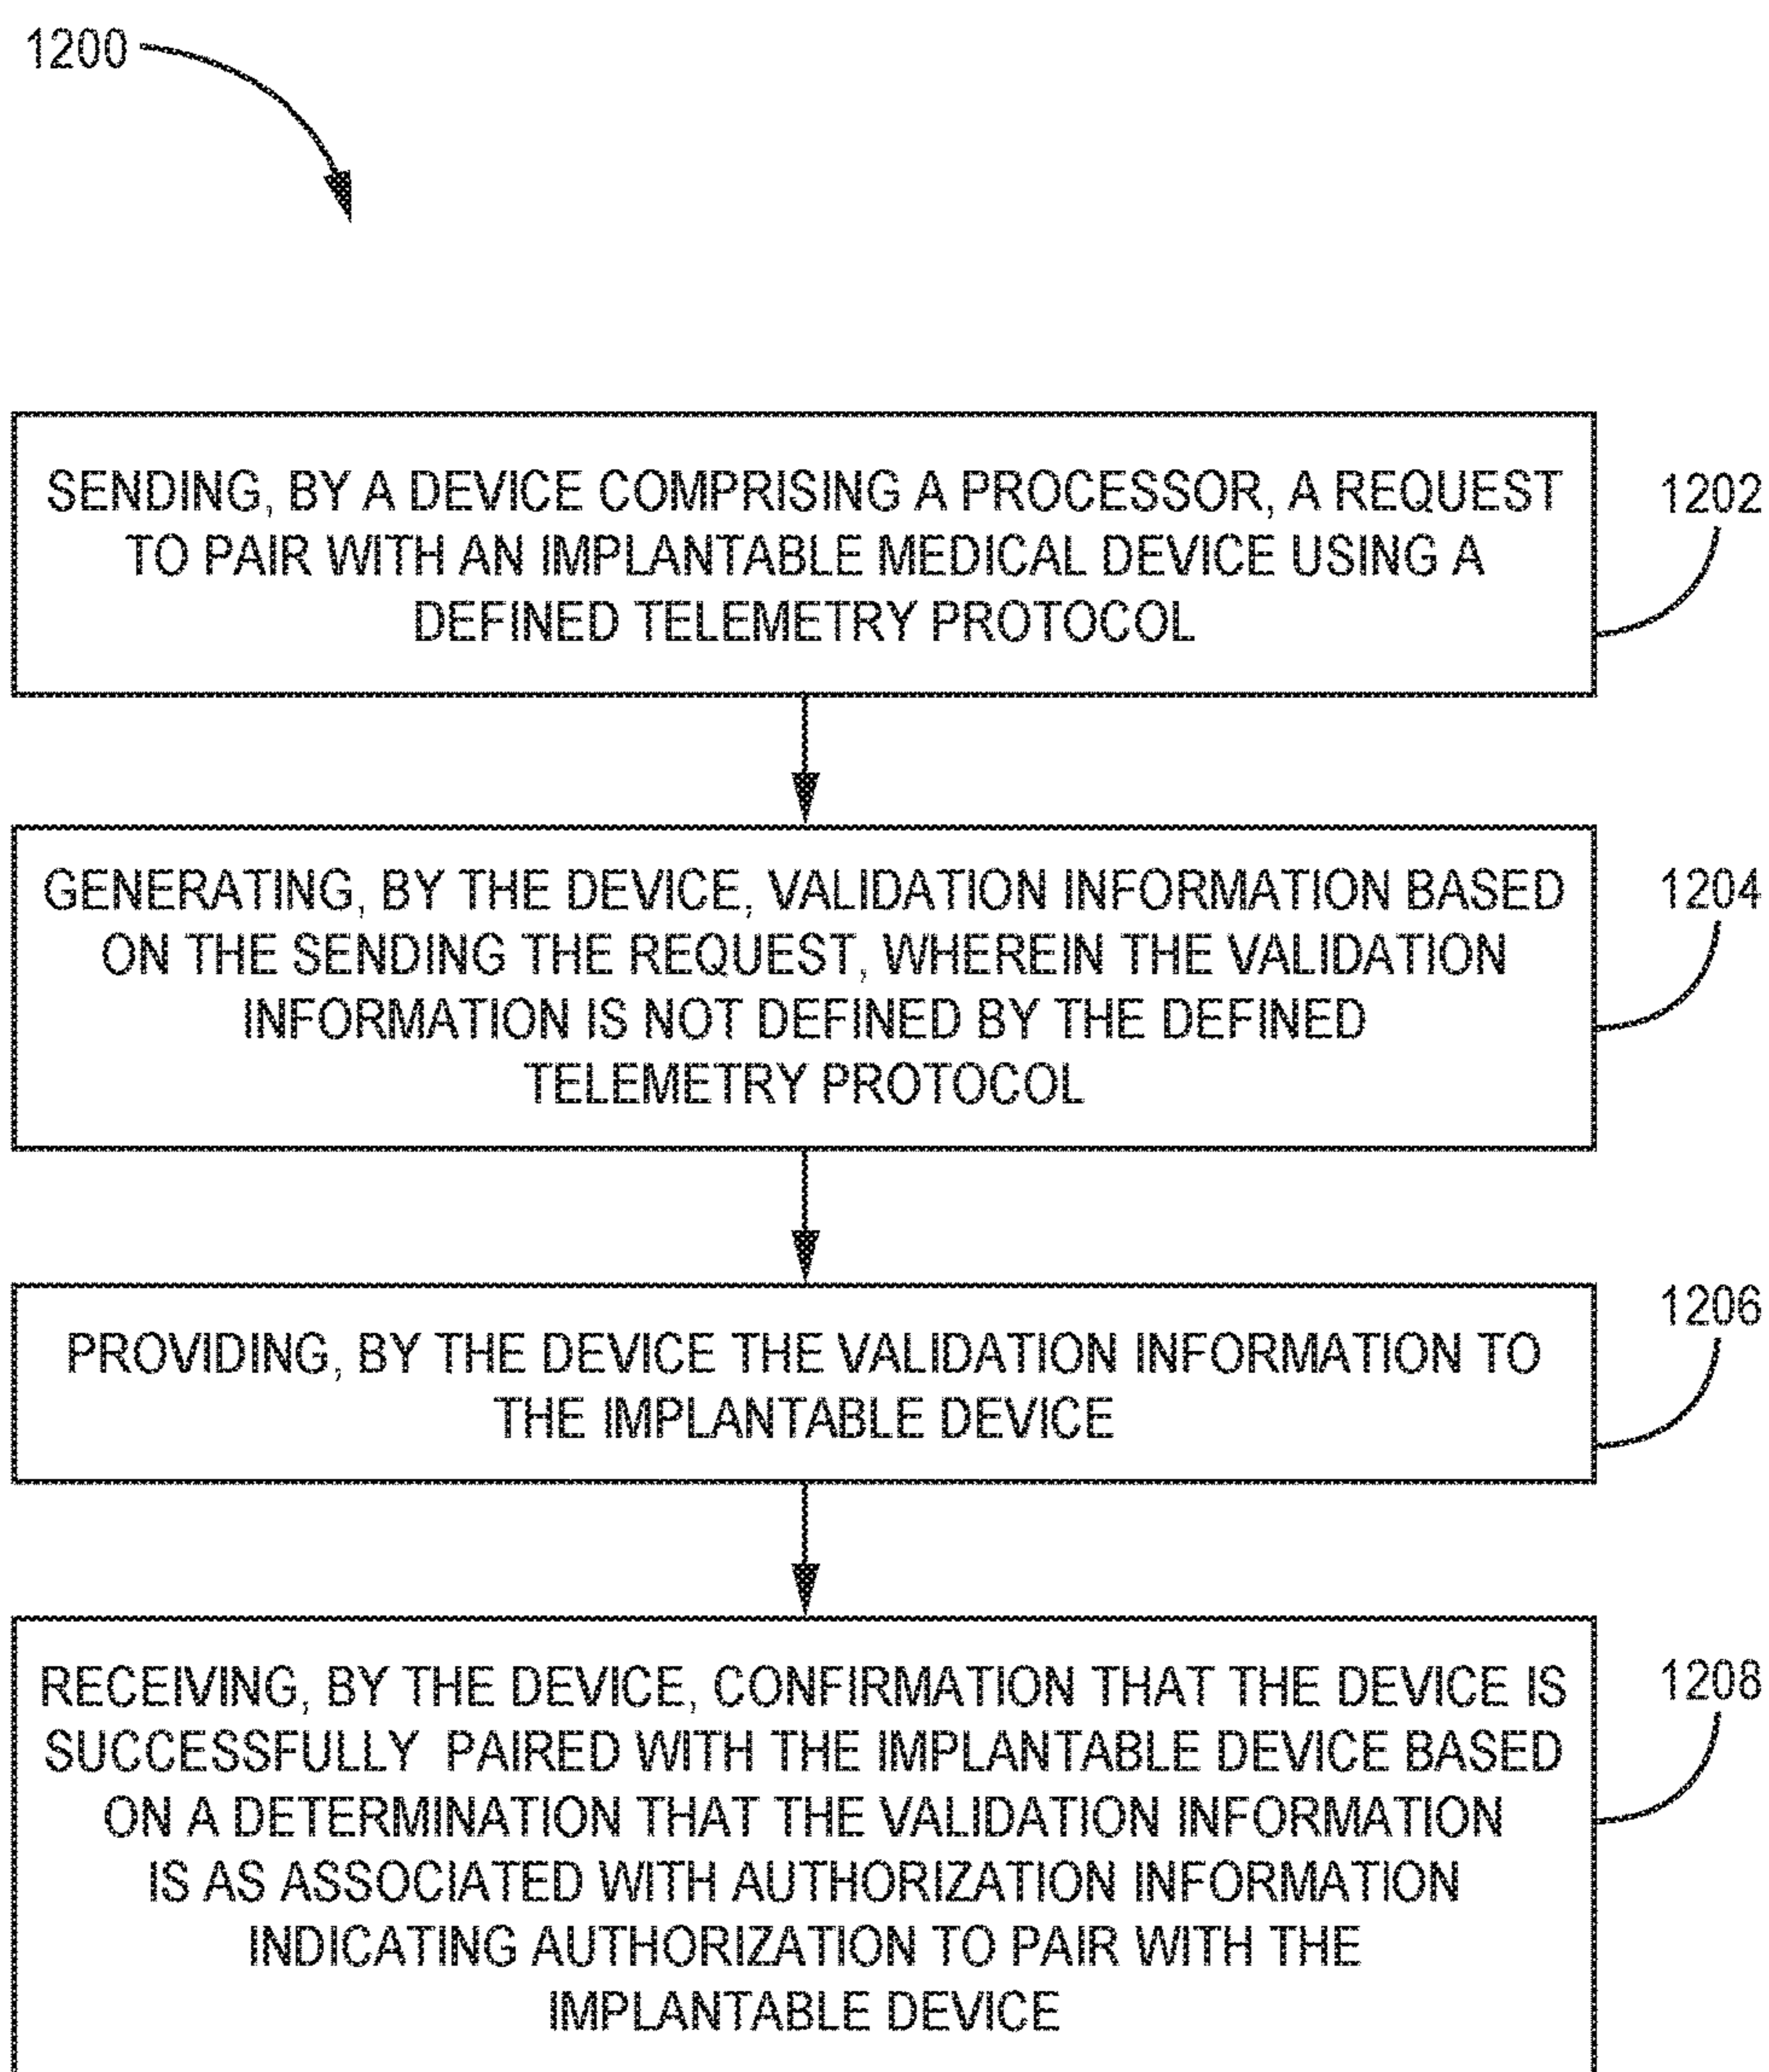 1200
SENDING, BY A DEVICE COMPRISING A PROCESSOR, A REQUEST
TO PAIR WITH AN IMPLANTABLE MEDICAL DEVICE USING A
DEFINED TELEMETRY PROTOCOL
1202
GENERATING, BY THE DEVICE, VALIDATION INFORMATION BASED
ON THE SENDING THE REQUEST, WHEREIN THE VALIDATION
INFORMATION IS NOT DEFINED BY THE DEFINED
TELEMETRY PROTOCOL
1204
PROVIDING, BY THE DEVICE THE VALIDATION INFORMATION TO
THE IMPLANTABLE DEVICE
1206
RECEIVING, BY THE DEVICE, CONFIRMATION THAT THE DEVICE IS
SUCCESSFULLY PAIRED WITH THE IMPLANTABLE DEVICE BASED
ON A DETERMINATION THAT THE VALIDATION INFORMATION
IS AS ASSOCIATED WITH AUTHORIZATION INFORMATION
INDICATING AUTHORIZATION TO PAIR WITH THE
IMPLANTABLE DEVICE
1208